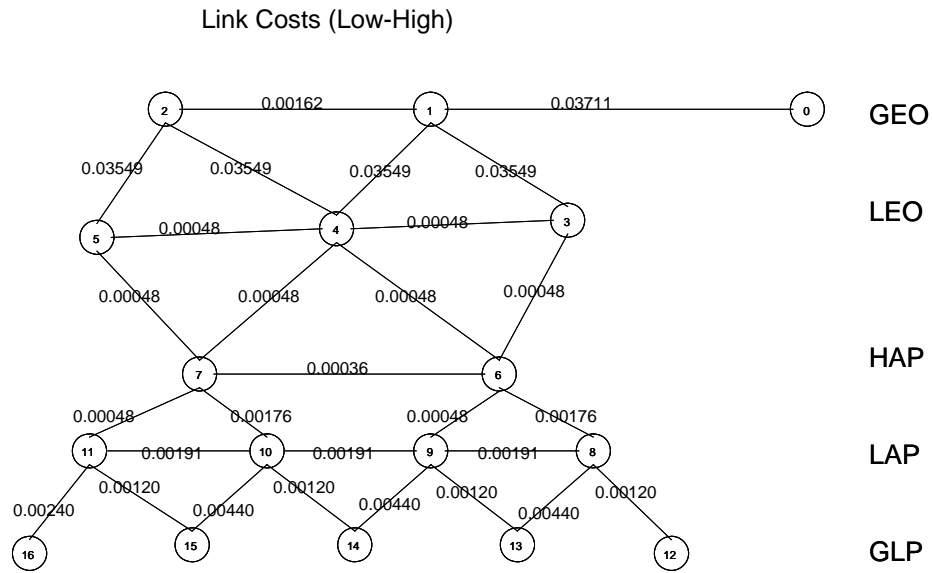 Link Costs (Low-High)
2 0.00162 1 0.03711 0 GEO
0.03549 0.03549 0.03549 0.03549
LEO
5 0.00048 4 0.00048 3
0.00048 0.00048 0.00048 0.00048
HAP
7 0.00036 6
0.00048 0.00176 0.00048 0.00176
11 0.00191 10 0.00191 9 0.00191 8 LAP
0.00120 0.00120 0.00120 0.00120
0.00240 0.00440 0.00440 0.00440
16 15 14 13 12 GLP